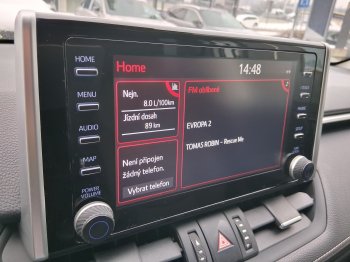 HOME
MENU
AUDIO
MAP
POWER
VOLUME
Home
14:48
Nejn.
8.0 L/100km
Jízdní dosah
89 km
Není připojen
žádný telefon.
Vybrat telefon
FM oblíbené
EVROPA 2
TOMAS ROBIN – Rescue Me